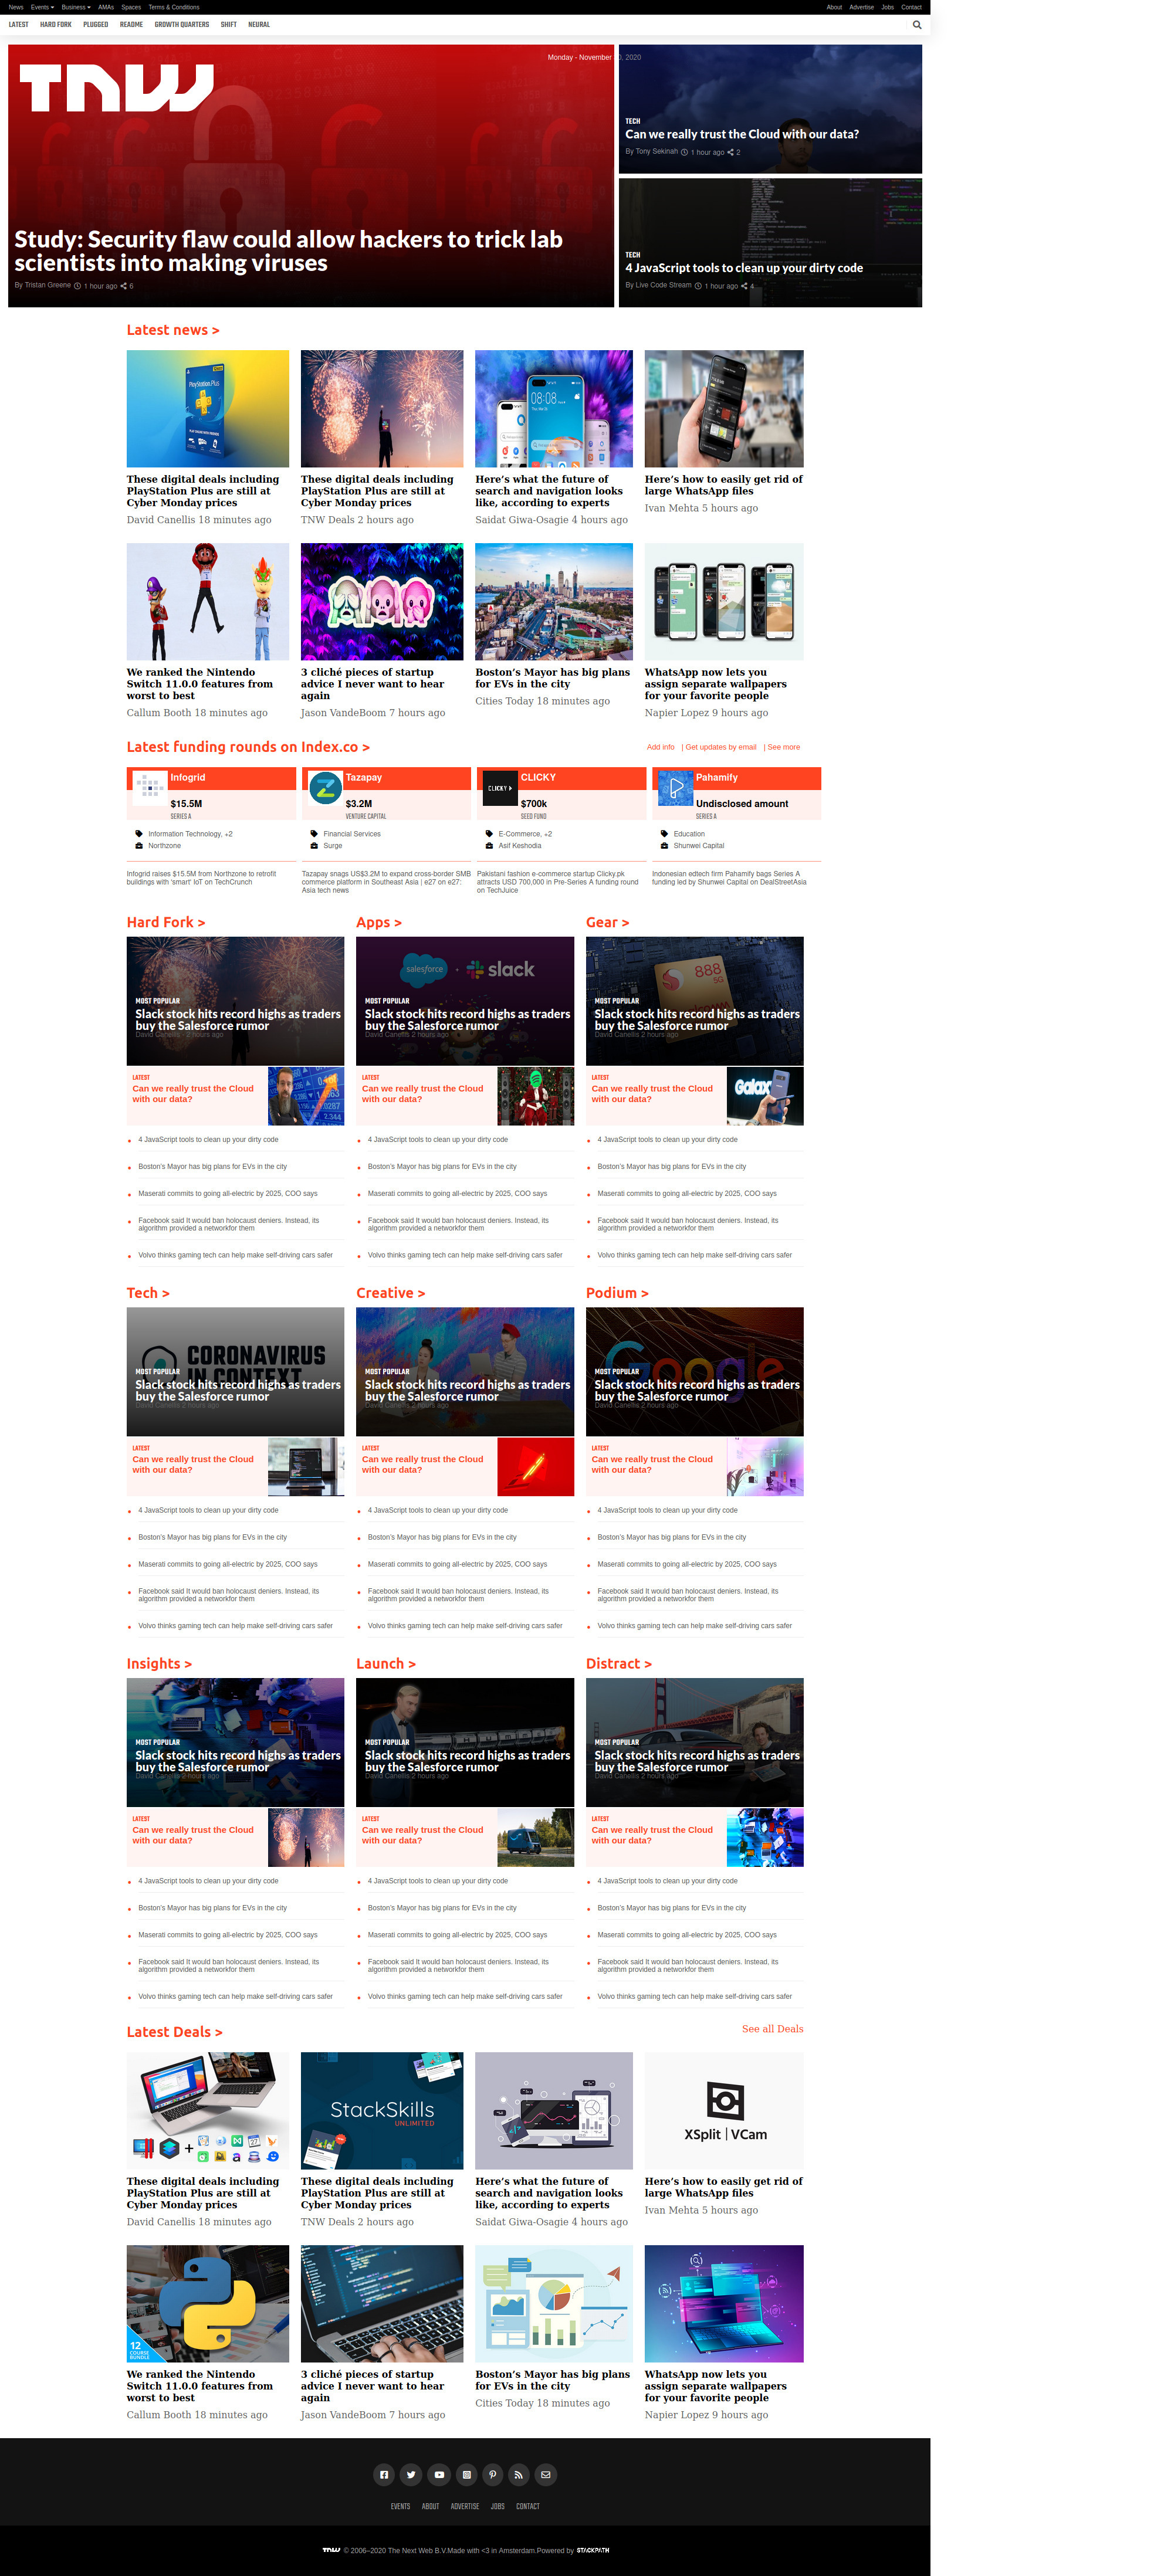 News Events Business AMAs Spaces Terms & Conditions About Advertise Jobs Contact
LATEST HARD FORK PLUGGED README GROWTH QUARTERS SHIFT NEURAL
TNW
Monday - November 30, 2020
Study: Security flaw could allow hackers to trick lab
scientists into making viruses
By Tristan Greene 1 hour ago 6
TECH
Can we really trust the Cloud with our data?
By Tony Sekinah 1 hour ago 2
TECH
4 JavaScript tools to clean up your dirty code
By Live Code Stream 1 hour ago 4
Latest news >
These digital deals including
PlayStation Plus are still at
Cyber Monday prices
David Canellis 18 minutes ago
These digital deals including
PlayStation Plus are still at
Cyber Monday prices
TNW Deals 2 hours ago
Here’s what the future of
search and navigation looks
like, according to experts
Saidat Giwa-Osagie 4 hours ago
Here’s how to easily get rid of
large WhatsApp files
Ivan Mehta 5 hours ago
We ranked the Nintendo
Switch 11.0.0 features from
worst to best
Callum Booth 18 minutes ago
3 cliché pieces of startup
advice I never want to hear
again
Jason VandeBoom 7 hours ago
Boston’s Mayor has big plans
for EVs in the city
Cities Today 18 minutes ago
WhatsApp now lets you
assign separate wallpapers
for your favorite people
Napier Lopez 9 hours ago
Latest funding rounds on Index.co >
Add info | Get updates by email | See more
Infogrid
$15.5M
SERIES A
Information Technology, +2
Northzone
Infogrid raises $15.5M from Northzone to retrofit
buildings with 'smart' IoT on TechCrunch
Tazapay
$3.2M
VENTURE CAPITAL
Financial Services
Surge
Tazapay snags US$3.2M to expand cross-border SMB
commerce platform in Southeast Asia | e27 on e27;
Asia tech news
CLICKY
CLICKY
$700k
SEED FUND
E-Commerce, +2
Asif Keshodia
Pakistani fashion e-commerce startup Clicky.pk
attracts USD 700,000 in Pre-Series A funding round
on TechJuice
Pahamify
Undisclosed amount
SERIES A
Education
Shunwei Capital
Indonesian edtech firm Pahamify bags Series A
funding led by Shunwei Capital on DealStreetAsia
Hard Fork >
MOST POPULAR
Slack stock hits record highs as traders
buy the Salesforce rumor
David Canellis 2 hours ago
LATEST
Can we really trust the Cloud
with our data?
4 JavaScript tools to clean up your dirty code
Boston’s Mayor has big plans for EVs in the city
Maserati commits to going all-electric by 2025, COO says
Facebook said It would ban holocaust deniers. Instead, its
algorithm provided a networkfor them
Volvo thinks gaming tech can help make self-driving cars safer
Apps >
salesforce + slack
MOST POPULAR
Slack stock hits record highs as traders
buy the Salesforce rumor
David Canellis 2 hours ago
LATEST
Can we really trust the Cloud
with our data?
4 JavaScript tools to clean up your dirty code
Boston’s Mayor has big plans for EVs in the city
Maserati commits to going all-electric by 2025, COO says
Facebook said It would ban holocaust deniers. Instead, its
algorithm provided a networkfor them
Volvo thinks gaming tech can help make self-driving cars safer
Gear >
888
5G
MOST POPULAR
Slack stock hits record highs as traders
buy the Salesforce rumor
David Canellis 2 hours ago
LATEST
Can we really trust the Cloud
with our data?
Galax
4 JavaScript tools to clean up your dirty code
Boston’s Mayor has big plans for EVs in the city
Maserati commits to going all-electric by 2025, COO says
Facebook said It would ban holocaust deniers. Instead, its
algorithm provided a networkfor them
Volvo thinks gaming tech can help make self-driving cars safer
Tech >
CORONAVIRUS
IN CONTEXT
MOST POPULAR
Slack stock hits record highs as traders
buy the Salesforce rumor
David Canellis 2 hours ago
LATEST
Can we really trust the Cloud
with our data?
4 JavaScript tools to clean up your dirty code
Boston’s Mayor has big plans for EVs in the city
Maserati commits to going all-electric by 2025, COO says
Facebook said It would ban holocaust deniers. Instead, its
algorithm provided a networkfor them
Volvo thinks gaming tech can help make self-driving cars safer
Creative >
MOST POPULAR
Slack stock hits record highs as traders
buy the Salesforce rumor
David Canellis 2 hours ago
LATEST
Can we really trust the Cloud
with our data?
4 JavaScript tools to clean up your dirty code
Boston’s Mayor has big plans for EVs in the city
Maserati commits to going all-electric by 2025, COO says
Facebook said It would ban holocaust deniers. Instead, its
algorithm provided a networkfor them
Volvo thinks gaming tech can help make self-driving cars safer
Podium >
Google
MOST POPULAR
Slack stock hits record highs as traders
buy the Salesforce rumor
David Canellis 2 hours ago
LATEST
Can we really trust the Cloud
with our data?
4 JavaScript tools to clean up your dirty code
Boston’s Mayor has big plans for EVs in the city
Maserati commits to going all-electric by 2025, COO says
Facebook said It would ban holocaust deniers. Instead, its
algorithm provided a networkfor them
Volvo thinks gaming tech can help make self-driving cars safer
Insights >
MOST POPULAR
Slack stock hits record highs as traders
buy the Salesforce rumor
David Canellis 2 hours ago
LATEST
Can we really trust the Cloud
with our data?
4 JavaScript tools to clean up your dirty code
Boston’s Mayor has big plans for EVs in the city
Maserati commits to going all-electric by 2025, COO says
Facebook said It would ban holocaust deniers. Instead, its
algorithm provided a networkfor them
Volvo thinks gaming tech can help make self-driving cars safer
Launch >
MOST POPULAR
Slack stock hits record highs as traders
buy the Salesforce rumor
David Canellis 2 hours ago
LATEST
Can we really trust the Cloud
with our data?
4 JavaScript tools to clean up your dirty code
Boston’s Mayor has big plans for EVs in the city
Maserati commits to going all-electric by 2025, COO says
Facebook said It would ban holocaust deniers. Instead, its
algorithm provided a networkfor them
Volvo thinks gaming tech can help make self-driving cars safer
Distract >
MOST POPULAR
Slack stock hits record highs as traders
buy the Salesforce rumor
David Canellis 2 hours ago
LATEST
Can we really trust the Cloud
with our data?
4 JavaScript tools to clean up your dirty code
Boston’s Mayor has big plans for EVs in the city
Maserati commits to going all-electric by 2025, COO says
Facebook said It would ban holocaust deniers. Instead, its
algorithm provided a networkfor them
Volvo thinks gaming tech can help make self-driving cars safer
Latest Deals >
See all Deals
These digital deals including
PlayStation Plus are still at
Cyber Monday prices
David Canellis 18 minutes ago
StackSkills
UNLIMITED
These digital deals including
PlayStation Plus are still at
Cyber Monday prices
TNW Deals 2 hours ago
Here’s what the future of
search and navigation looks
like, according to experts
Saidat Giwa-Osagie 4 hours ago
XSplit | VCam
Here’s how to easily get rid of
large WhatsApp files
Ivan Mehta 5 hours ago
12
COURSE
BUNDLE
We ranked the Nintendo
Switch 11.0.0 features from
worst to best
Callum Booth 18 minutes ago
3 cliché pieces of startup
advice I never want to hear
again
Jason VandeBoom 7 hours ago
Boston’s Mayor has big plans
for EVs in the city
Cities Today 18 minutes ago
WhatsApp now lets you
assign separate wallpapers
for your favorite people
Napier Lopez 9 hours ago
EVENTS ABOUT ADVERTISE JOBS CONTACT
TNW © 2006–2020 The Next Web B.V.Made with <3 in Amsterdam.Powered by STACKPATH